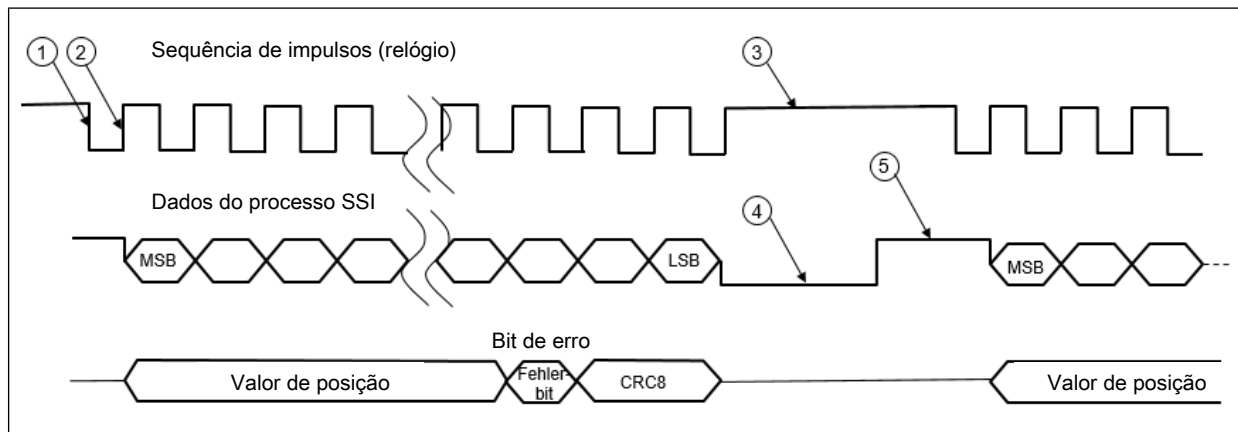 Sequência de impulsos (relógio)
1
2
3
Dados do processo SSI
4
5
MSB
LSB
MSB
Bit de erro
Valor de posição
Fehler-
bit
CRC8
Valor de posição